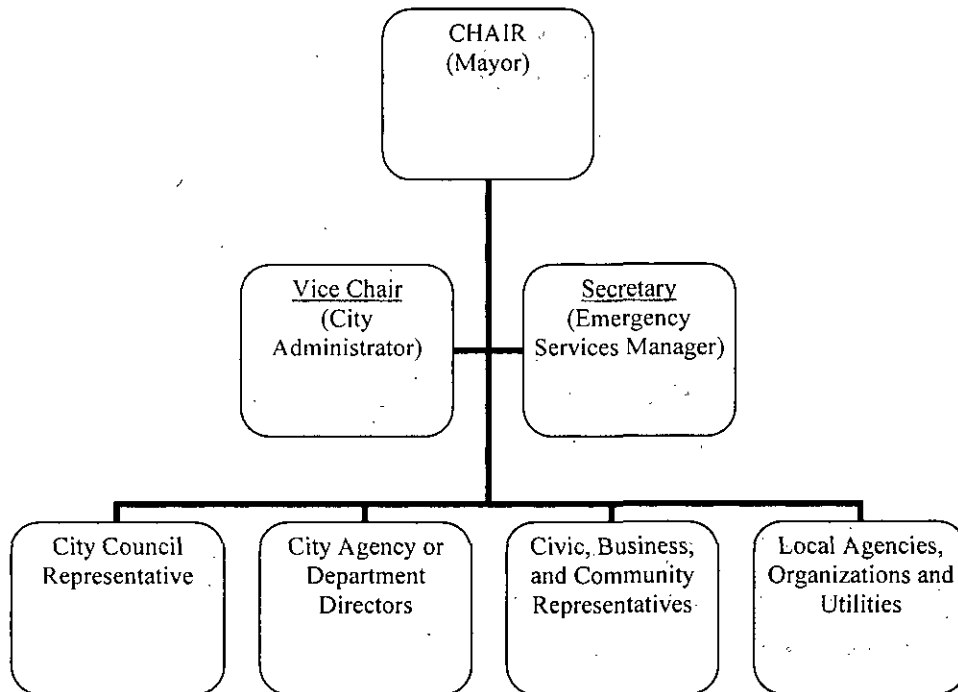 CHAIR
(Mayor)
Vice Chair
(City
Administrator)
Secretary
(Emergency
Services Manager)
City Council
Representative
City Agency or
Department
Directors
Civic, Business,
and Community
Representatives
Local Agencies,
Organizations and
Utilities